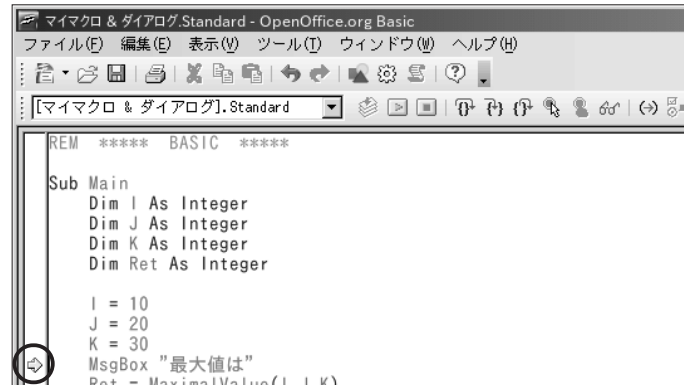 マイマクロ & ダイアログ.Standard - OpenOffice.org Basic
ファイル(F) 編集(E) 表示(V) ツール(T) ウィンドウ(W) ヘルプ(H)
[マイマクロ & ダイアログ].Standard
REM ***** BASIC *****
Sub Main
Dim I As Integer
Dim J As Integer
Dim K As Integer
Dim Ret As Integer
I = 10
J = 20
K = 30
MsgBox "最大値は"
Ret = MaximalValue(I,J,K)